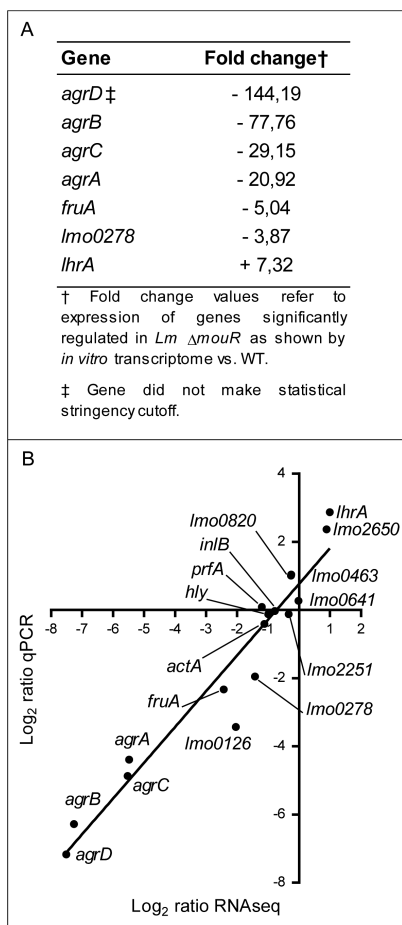 A
Gene Fold change†
agrD‡ - 144,19
agrB - 77,76
agrC - 29,15
agrA - 20,92
fruA - 5,04
lmo0278 - 3,87
lhrA + 7,32
† Fold change values refer to
expression of genes significantly
regulated in Lm ΔmouR as shown by
in vitro transcriptome vs. WT.
‡ Gene did not make statistical
stringency cutoff.
B
4
lhrA
lmo0820
lmo2650
2
inlB
prfA
lmo0463
hly
lmo0641
-8 -7 -6 -5 -4 -3 -2 -1 1 2
actA
lmo2251
-2
fruA
lmo0278
lmo0126
agrA
-4
agrC
agrB
-6
agrD
-8
Log2 ratio qPCR
Log2 ratio RNAseq